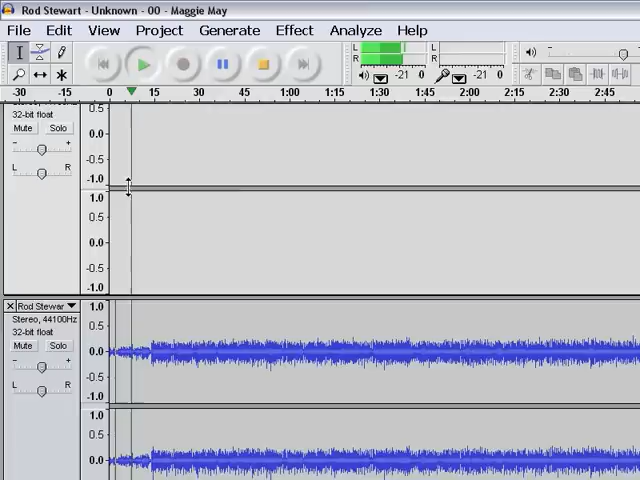 Rod Stewart - Unknown - 00 - Maggie May
File Edit View Project Generate Effect Analyze Help
L R -21 0 L R -21 0 - +
-30 -15 0 15 30 45 1:00 1:15 1:30 1:45 2:00 2:15 2:30 2:45
32-bit float
Mute Solo
- +
L R
0.5
0.0
-0.5
-1.0
1.0
0.5
0.0
-0.5
-1.0
Rod Stewar
Stereo, 44100Hz
32-bit float
Mute Solo
- +
L R
1.0
0.5
0.0
-0.5
-1.0
1.0
0.5
0.0